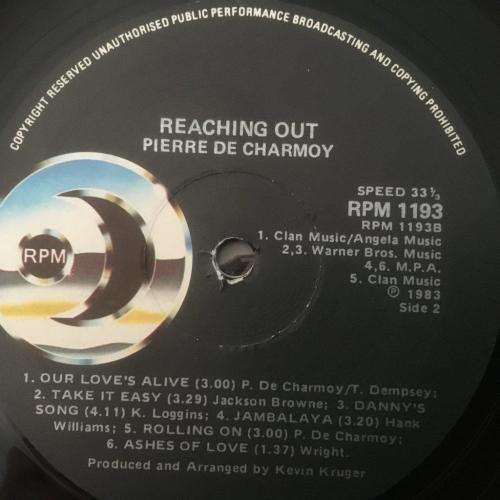 COPYRIGHT RESERVED UNAUTHORISED PUBLIC PERFORMANCE BROADCASTING AND COPYING PROHIBITED
REACHING OUT
PIERRE DE CHARMOY
SPEED 33⅓
RPM 1193
RPM 1193B
1. Clan Music/Angela Music
2,3. Warner Bros. Music
4,6. M.P.A.
5. Clan Music
℗ 1983
Side 2
RPM
1. OUR LOVE'S ALIVE (3.00) P. De Charmoy/T. Dempsey;
2. TAKE IT EASY (3.29) Jackson Browne; 3. DANNY'S
SONG (4.11) K. Loggins; 4. JAMBALAYA (3.20) Hank
Williams; 5. ROLLING ON (3.00) P. De Charmoy;
6. ASHES OF LOVE (1.37) Wright.
Produced and Arranged by Kevin Kruger